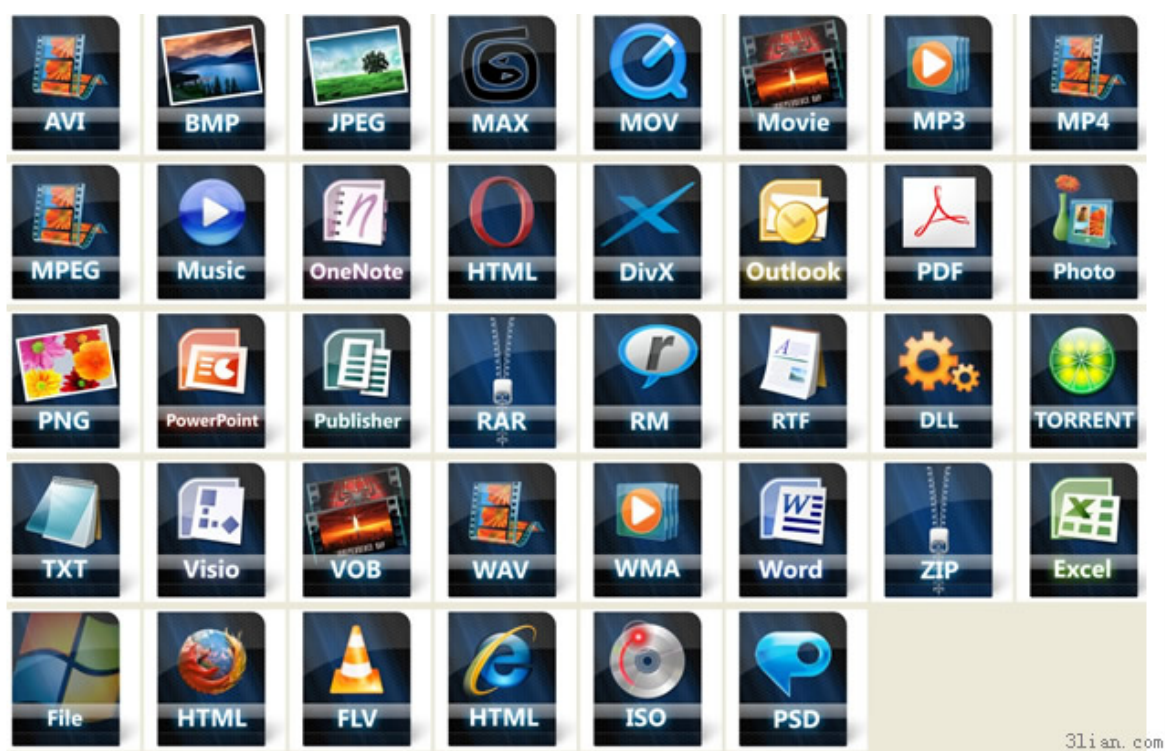 AVI BMP JPEG MAX MOV Movie MP3 MP4
MPEG Music OneNote HTML DivX Outlook PDF Photo
PNG PowerPoint Publisher RAR RM RTF DLL TORRENT
TXT Visio VOB WAV WMA Word ZIP Excel
File HTML FLV HTML ISO PSD
3lian.com